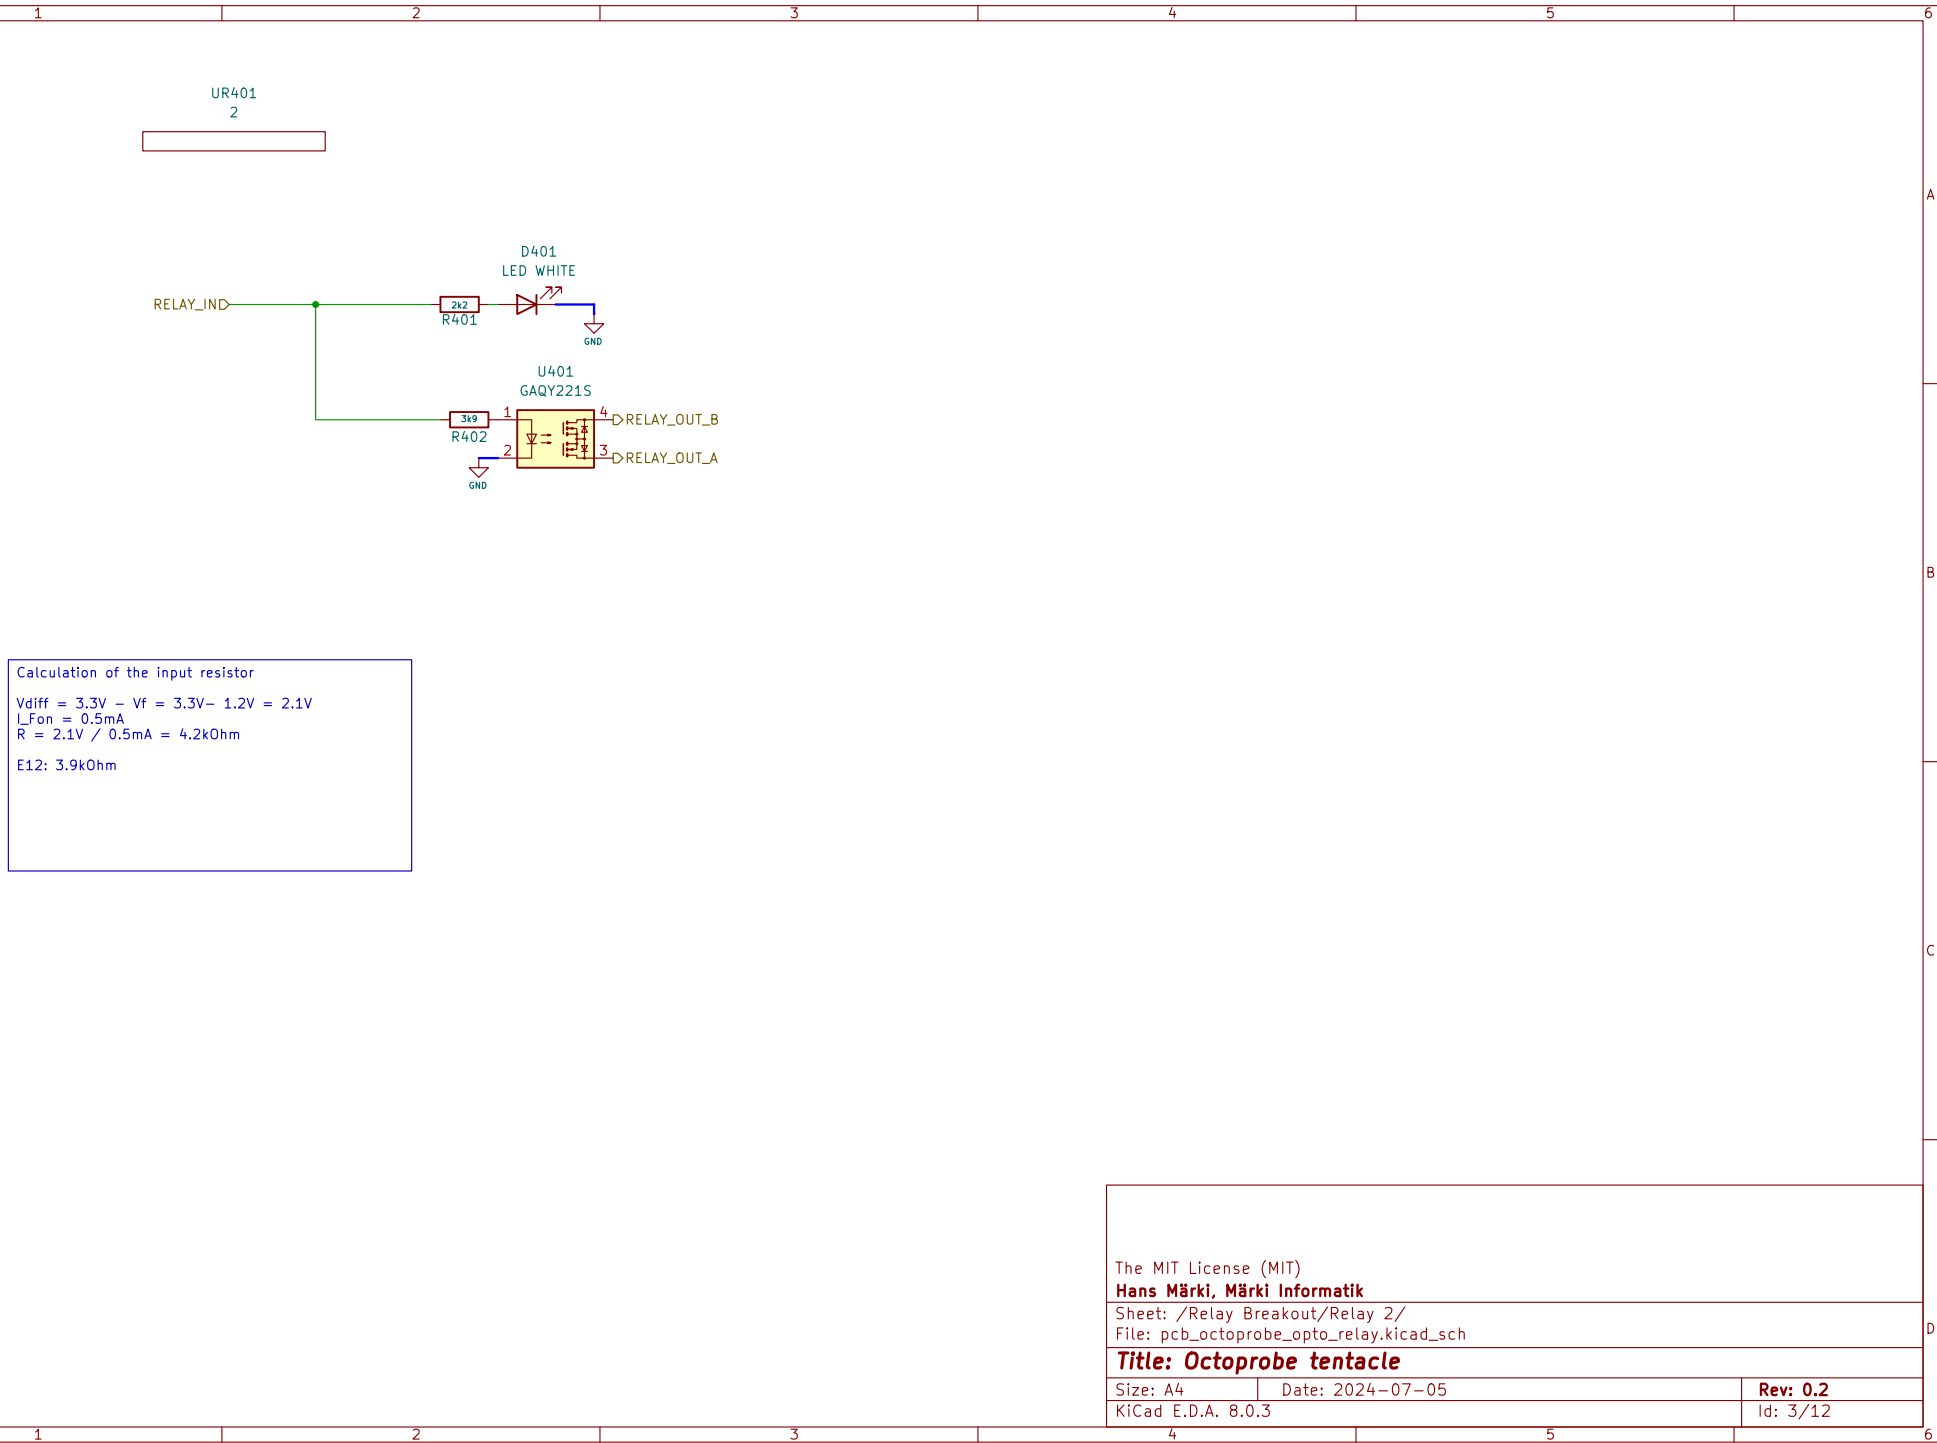 1 2 3 4 5 6
UR401
2
A
D401
LED WHITE
RELAY_IN
2k2
R401
GND
U401
GAQY221S
3k9
R402
1
2
4
3
RELAY_OUT_B
RELAY_OUT_A
GND
B
Calculation of the input resistor
Vdiff = 3.3V - Vf = 3.3V- 1.2V = 2.1V
I_Fon = 0.5mA
R = 2.1V / 0.5mA = 4.2kOhm
E12: 3.9kOhm
C
The MIT License (MIT)
Hans Märki, Märki Informatik
Sheet: /Relay Breakout/Relay 2/
File: pcb_octoprobe_opto_relay.kicad_sch
D
Title: Octoprobe tentacle
Size: A4 Date: 2024-07-05 Rev: 0.2
KiCad E.D.A. 8.0.3 Id: 3/12
1 2 3 4 5 6